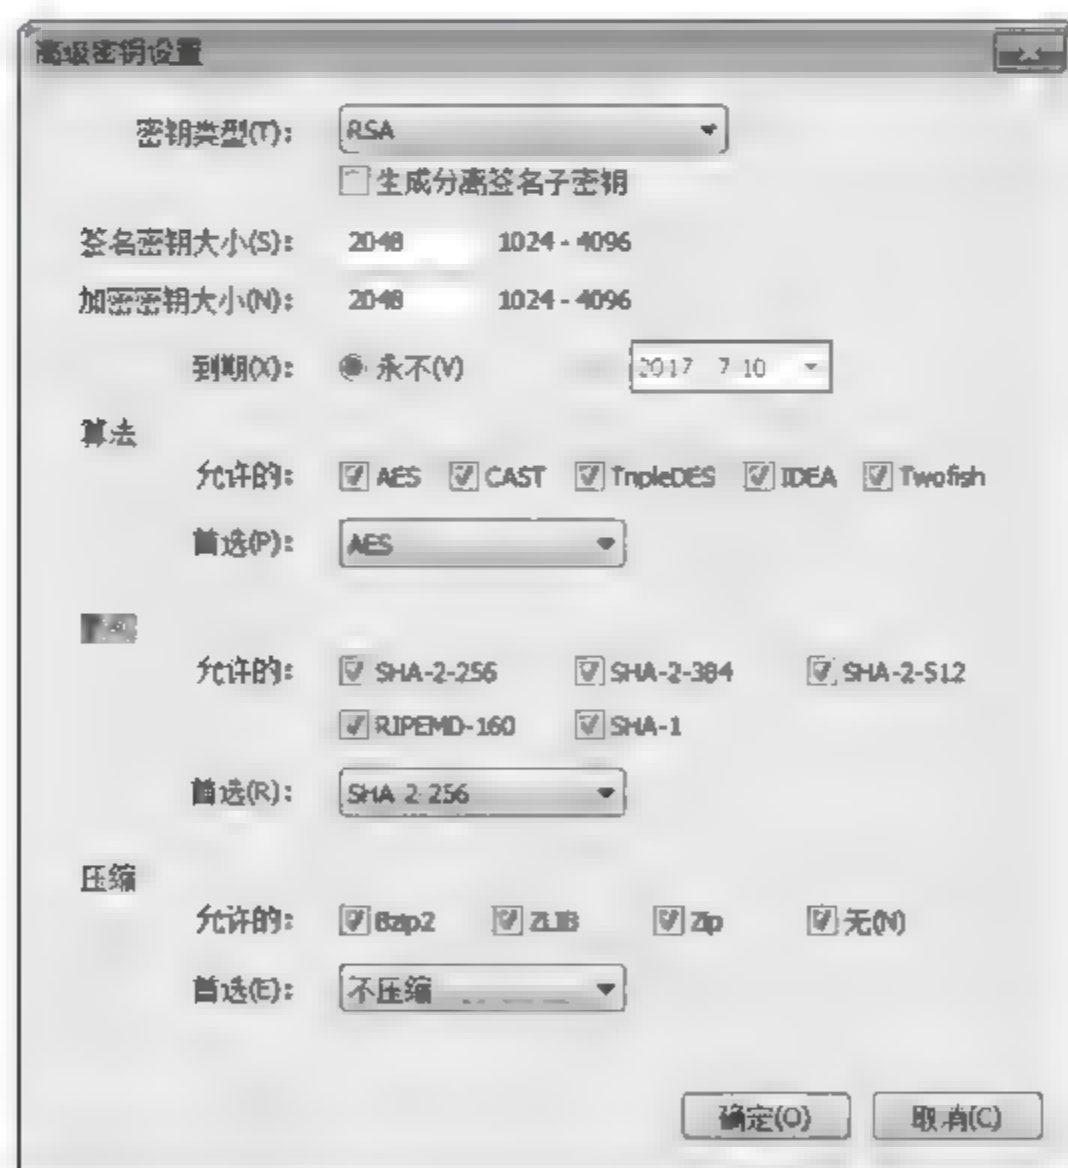 高级密钥设置
密钥类型(T): RSA
生成分离签名子密钥
签名密钥大小(S): 2048 1024 - 4096
加密密钥大小(N): 2048 1024 - 4096
到期(X): 永不(V) 2017 7 10
算法
允许的: AES CAST TripleDES IDEA Twofish
首选(P): AES
允许的: SHA-2-256 SHA-2-384 SHA-2-512
RIPEMD-160 SHA-1
首选(R): SHA-2-256
压缩
允许的: Bzip2 ZLIB Zip 无(N)
首选(E): 不压缩
确定(O) 取消(C)